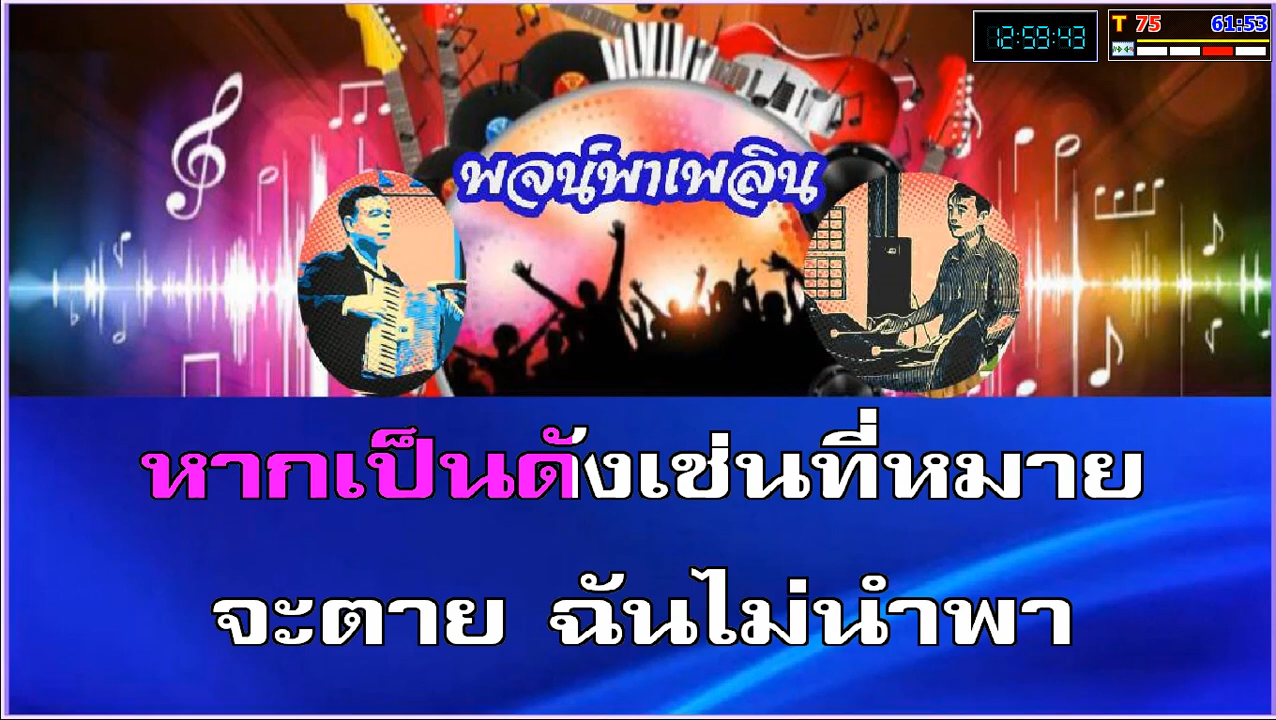 12:59:43
T 75 61:53
พจน์พาเพลิน
หากเป็นดังเช่นที่หมาย
จะตาย ฉันไม่นำพา